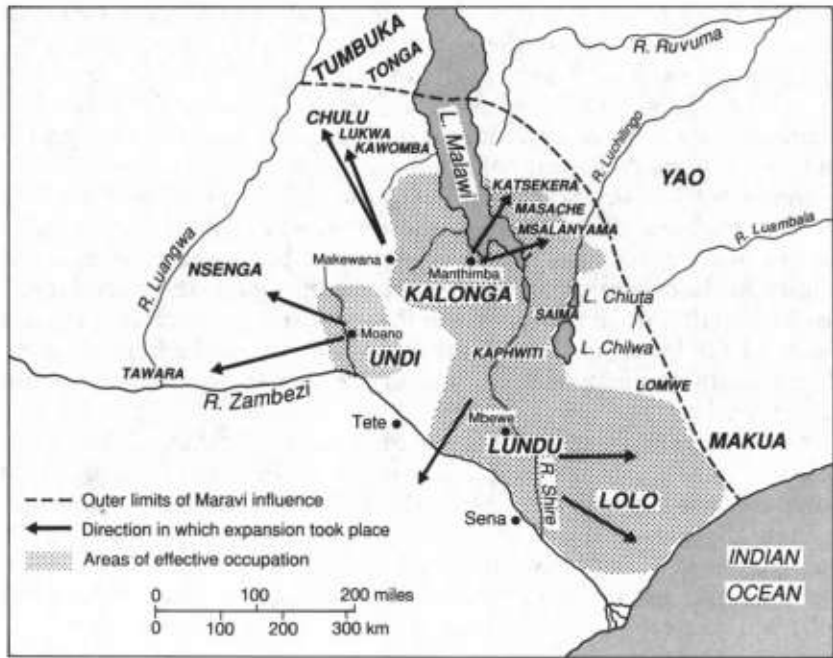 TUMBUKA
TONGA
R. Ruvuma
CHULU
LUKWA
KAWOMBA
L. Malawi
R. Luchilingo
YAO
KATSEKERA
MASACHE
MSALANYAMA
R. Luambala
R. Luangwa
NSENGA
Makewana
Manthimba
KALONGA
L. Chiuta
SAIMA
Moano
UNDI
KAPHWITI
L. Chilwa
TAWARA
R. Zambezi
LOMWE
Tete
Mbewe
LUNDU
MAKUA
R. Shire
LOLO
Sena
Outer limits of Maravi influence
Direction in which expansion took place
Areas of effective occupation
INDIAN
OCEAN
0 100 200 miles
0 100 200 300 km